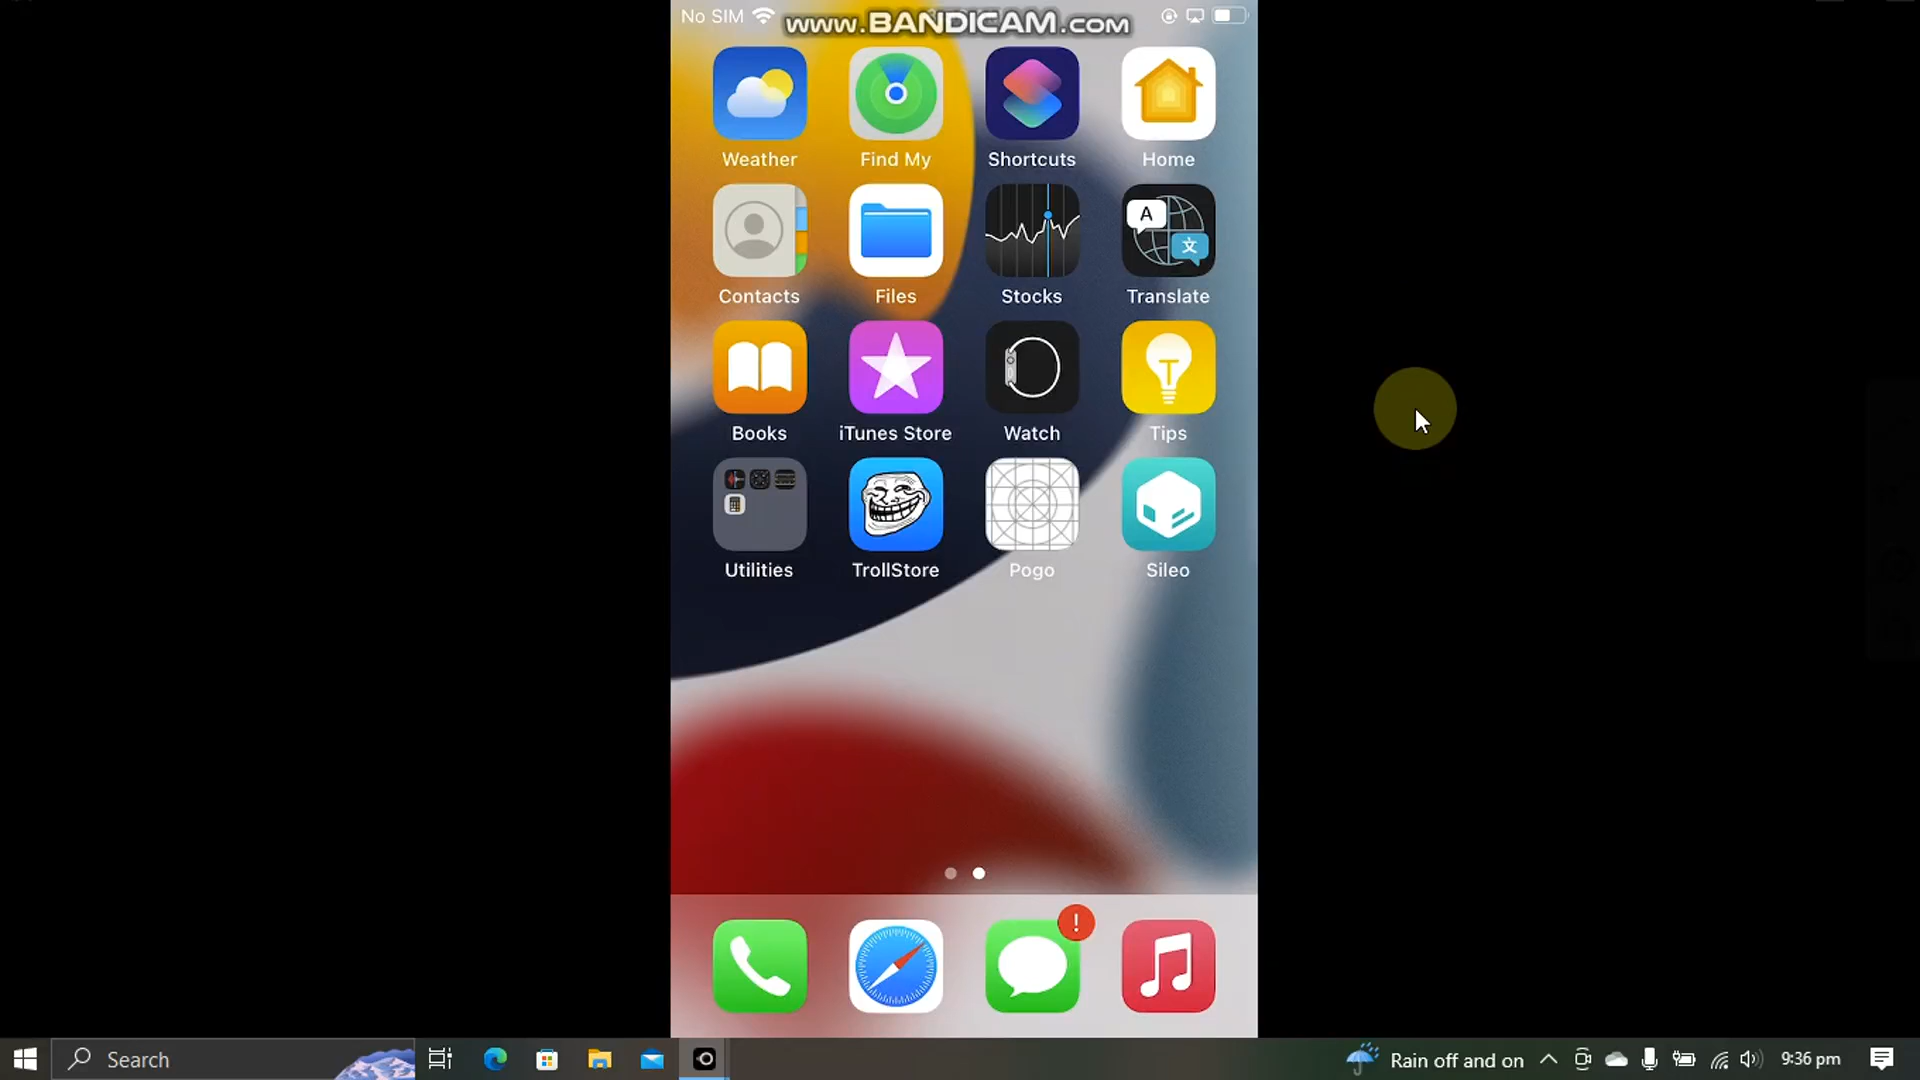 No SIM
www.BANDICAM.com
Weather
Find My
Shortcuts
Home
A
文
Contacts
Files
Stocks
Translate
T
Books
iTunes Store
Watch
Tips
Utilities
TrollStore
Pogo
Sileo
!
Search
Rain off and on
9:36 pm